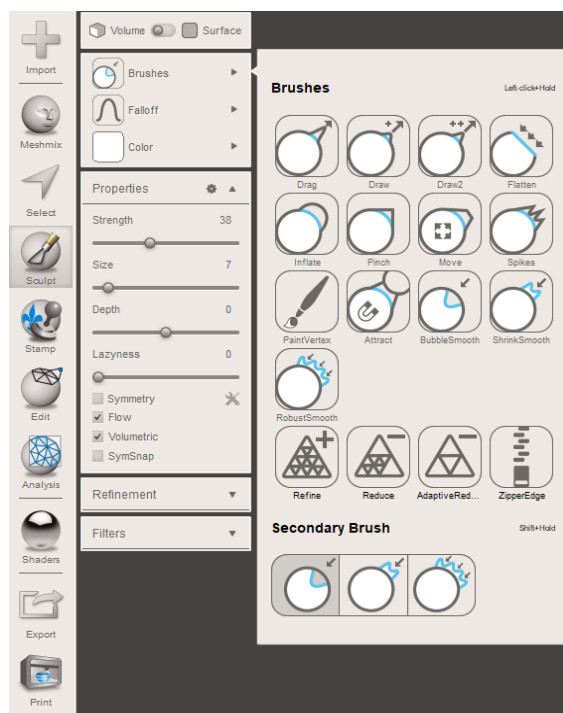 Import
Meshmix
Select
Sculpt
Stamp
Edit
Analysis
Shaders
Export
Print
Volume Surface
Brushes
Falloff
Color
Properties
Strength 38
Size 7
Depth 0
Lazyness 0
Symmetry
Flow
Volumetric
SymSnap
Refinement
Filters
Brushes Left-click+Hold
Drag Draw Draw2 Flatten
Inflate Pinch Move Spikes
PaintVertex Attract BubbleSmooth ShrinkSmooth
RobustSmooth
Refine Reduce AdaptiveRed... ZipperEdge
Secondary Brush Shift+Hold